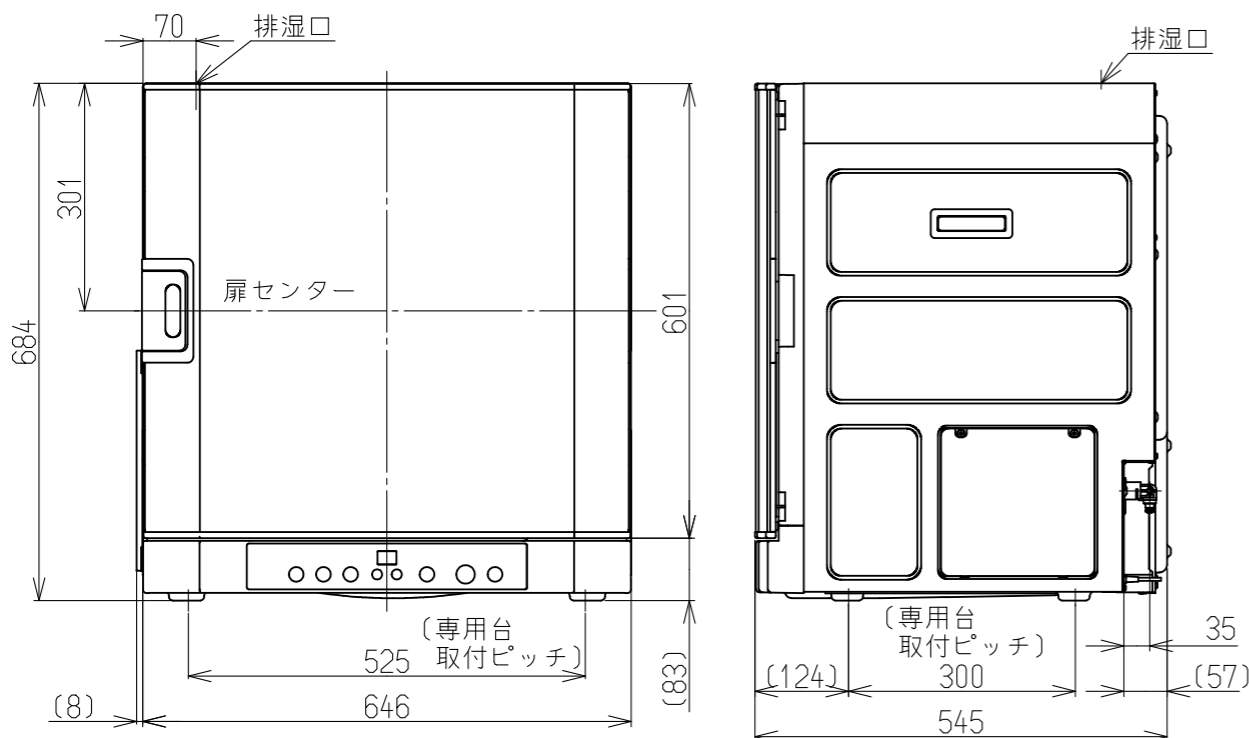 70
排湿口
排湿口
301
扉センター
601
684
(専用台
取付ピッチ)
525
(専用台
取付ピッチ)
35
(83)
(124)
300
(57)
(8)
646
545